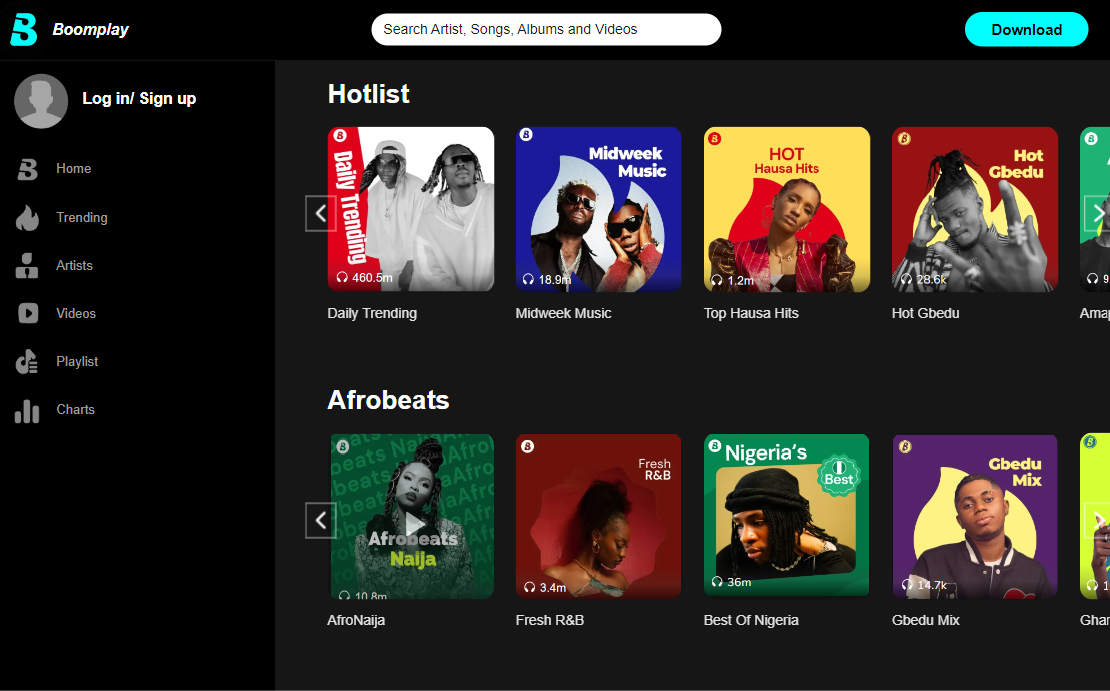 Boomplay
Search Artist, Songs, Albums and Videos
Download
Log in/ Sign up
Home
Trending
Artists
Videos
Playlist
Charts
Hotlist
Daily Trending
460.5m
Daily Trending
Midweek
Music
18.9m
Midweek Music
HOT
Hausa Hits
1.2m
Top Hausa Hits
Hot
Gbedu
28.6k
Hot Gbedu
9
Amap
Afrobeats
Afrobeats
Naija
10.8m
AfroNaija
Fresh
R&B
3.4m
Fresh R&B
Nigeria's
Best
36m
Best Of Nigeria
Gbedu
Mix
14.7k
Gbedu Mix
1
Ghan